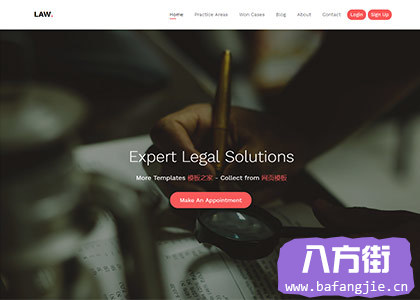 LAW.
Home Practice Areas Won Cases Blog About Contact Login Sign Up
Expert Legal Solutions
More Templates 模板之家 - Collect from 网页模板
Make An Appointment
八方街
www.bafangjie.cn